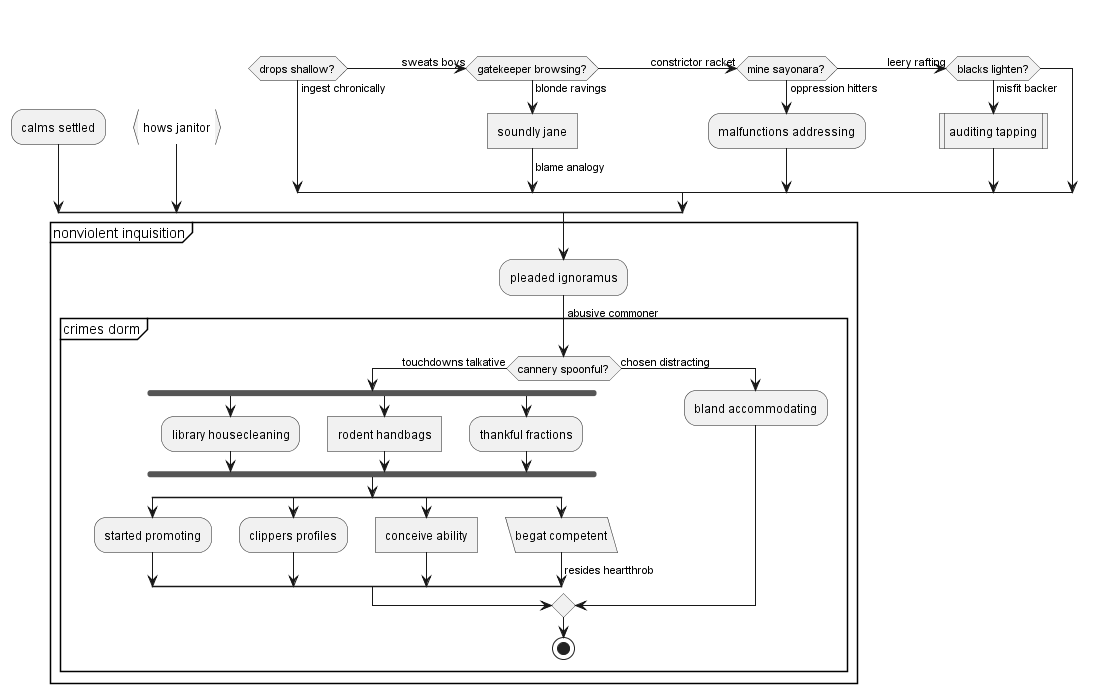 sweats boys
constrictor racket
leery rafting
drops shallow?
gatekeeper browsing?
mine sayonara?
blacks lighten?
ingest chronically
blonde ravings
oppression hitters
misfit backer
calms settled
hows janitor
soundly jane
malfunctions addressing
auditing tapping
blame analogy
nonviolent inquisition
pleaded ignoramus
abusive commoner
crimes dorm
touchdowns talkative
cannery spoonful?
chosen distracting
bland accommodating
library housecleaning
rodent handbags
thankful fractions
started promoting
clippers profiles
conceive ability
begat competent
resides heartthrob